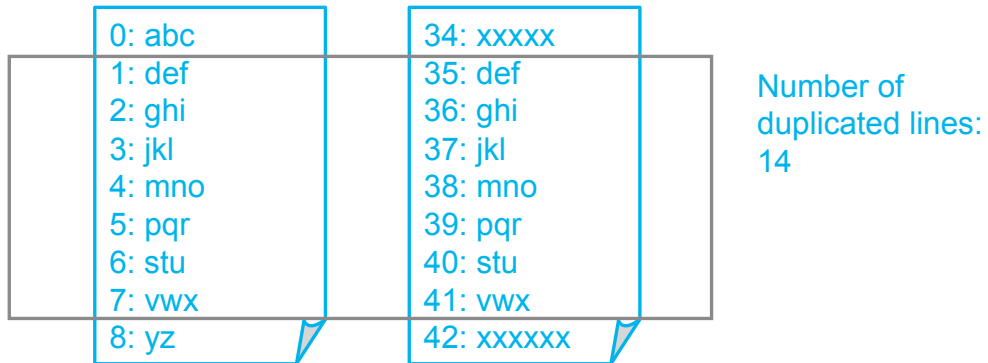 0: abc
1: def
2: ghi
3: jkl
4: mno
5: pqr
6: stu
7: vwx
8: yz
34: xxxxx
35: def
36: ghi
37: jkl
38: mno
39: pqr
40: stu
41: vwx
42: xxxxxx
Number of
duplicated lines:
14